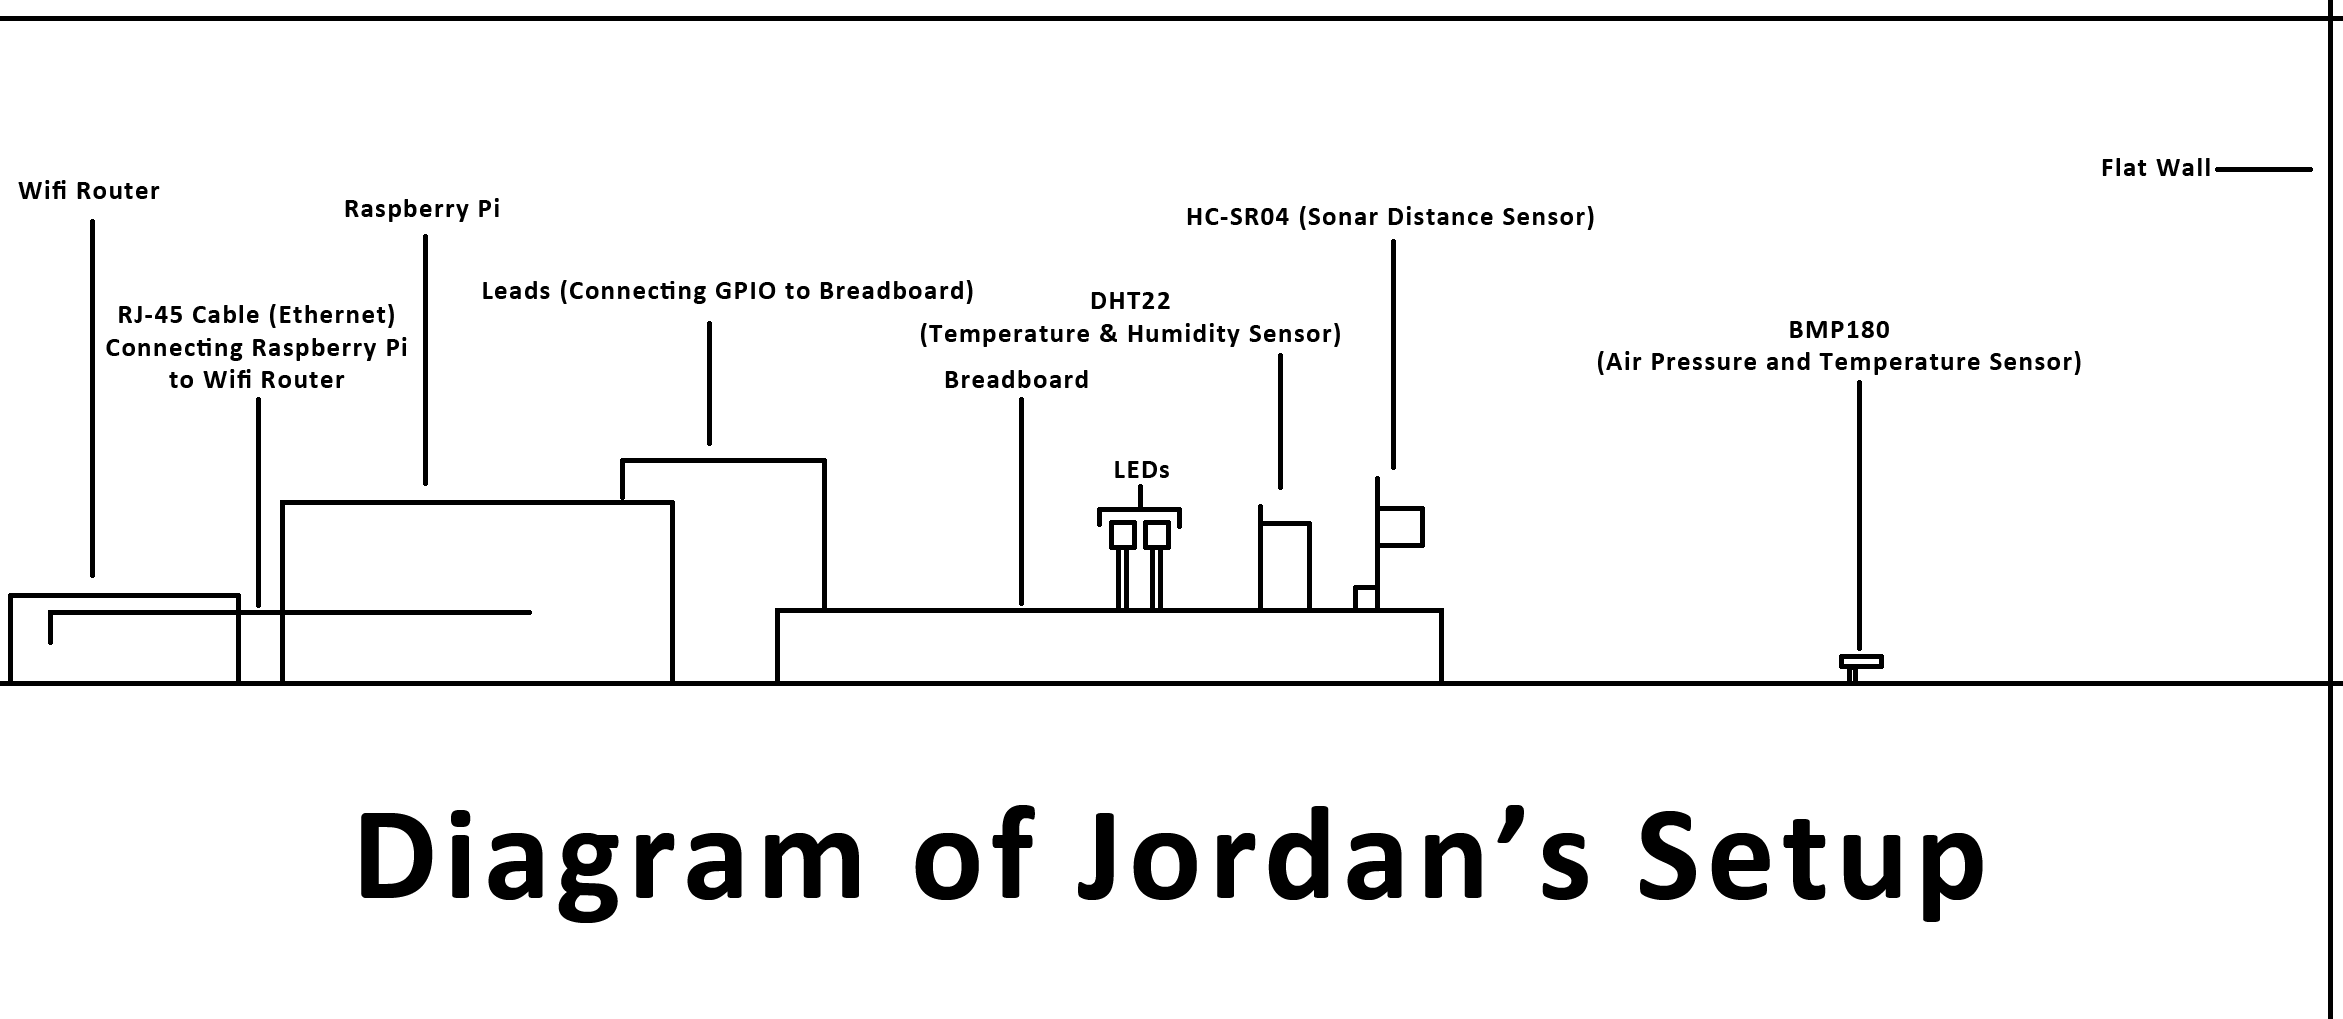 Flat Wall
Wifi Router
Raspberry Pi
HC-SR04 (Sonar Distance Sensor)
Leads (Connecting GPIO to Breadboard)
DHT22
(Temperature & Humidity Sensor)
RJ-45 Cable (Ethernet)
Connecting Raspberry Pi
to Wifi Router
BMP180
(Air Pressure and Temperature Sensor)
Breadboard
LEDs
Diagram of Jordan’s Setup